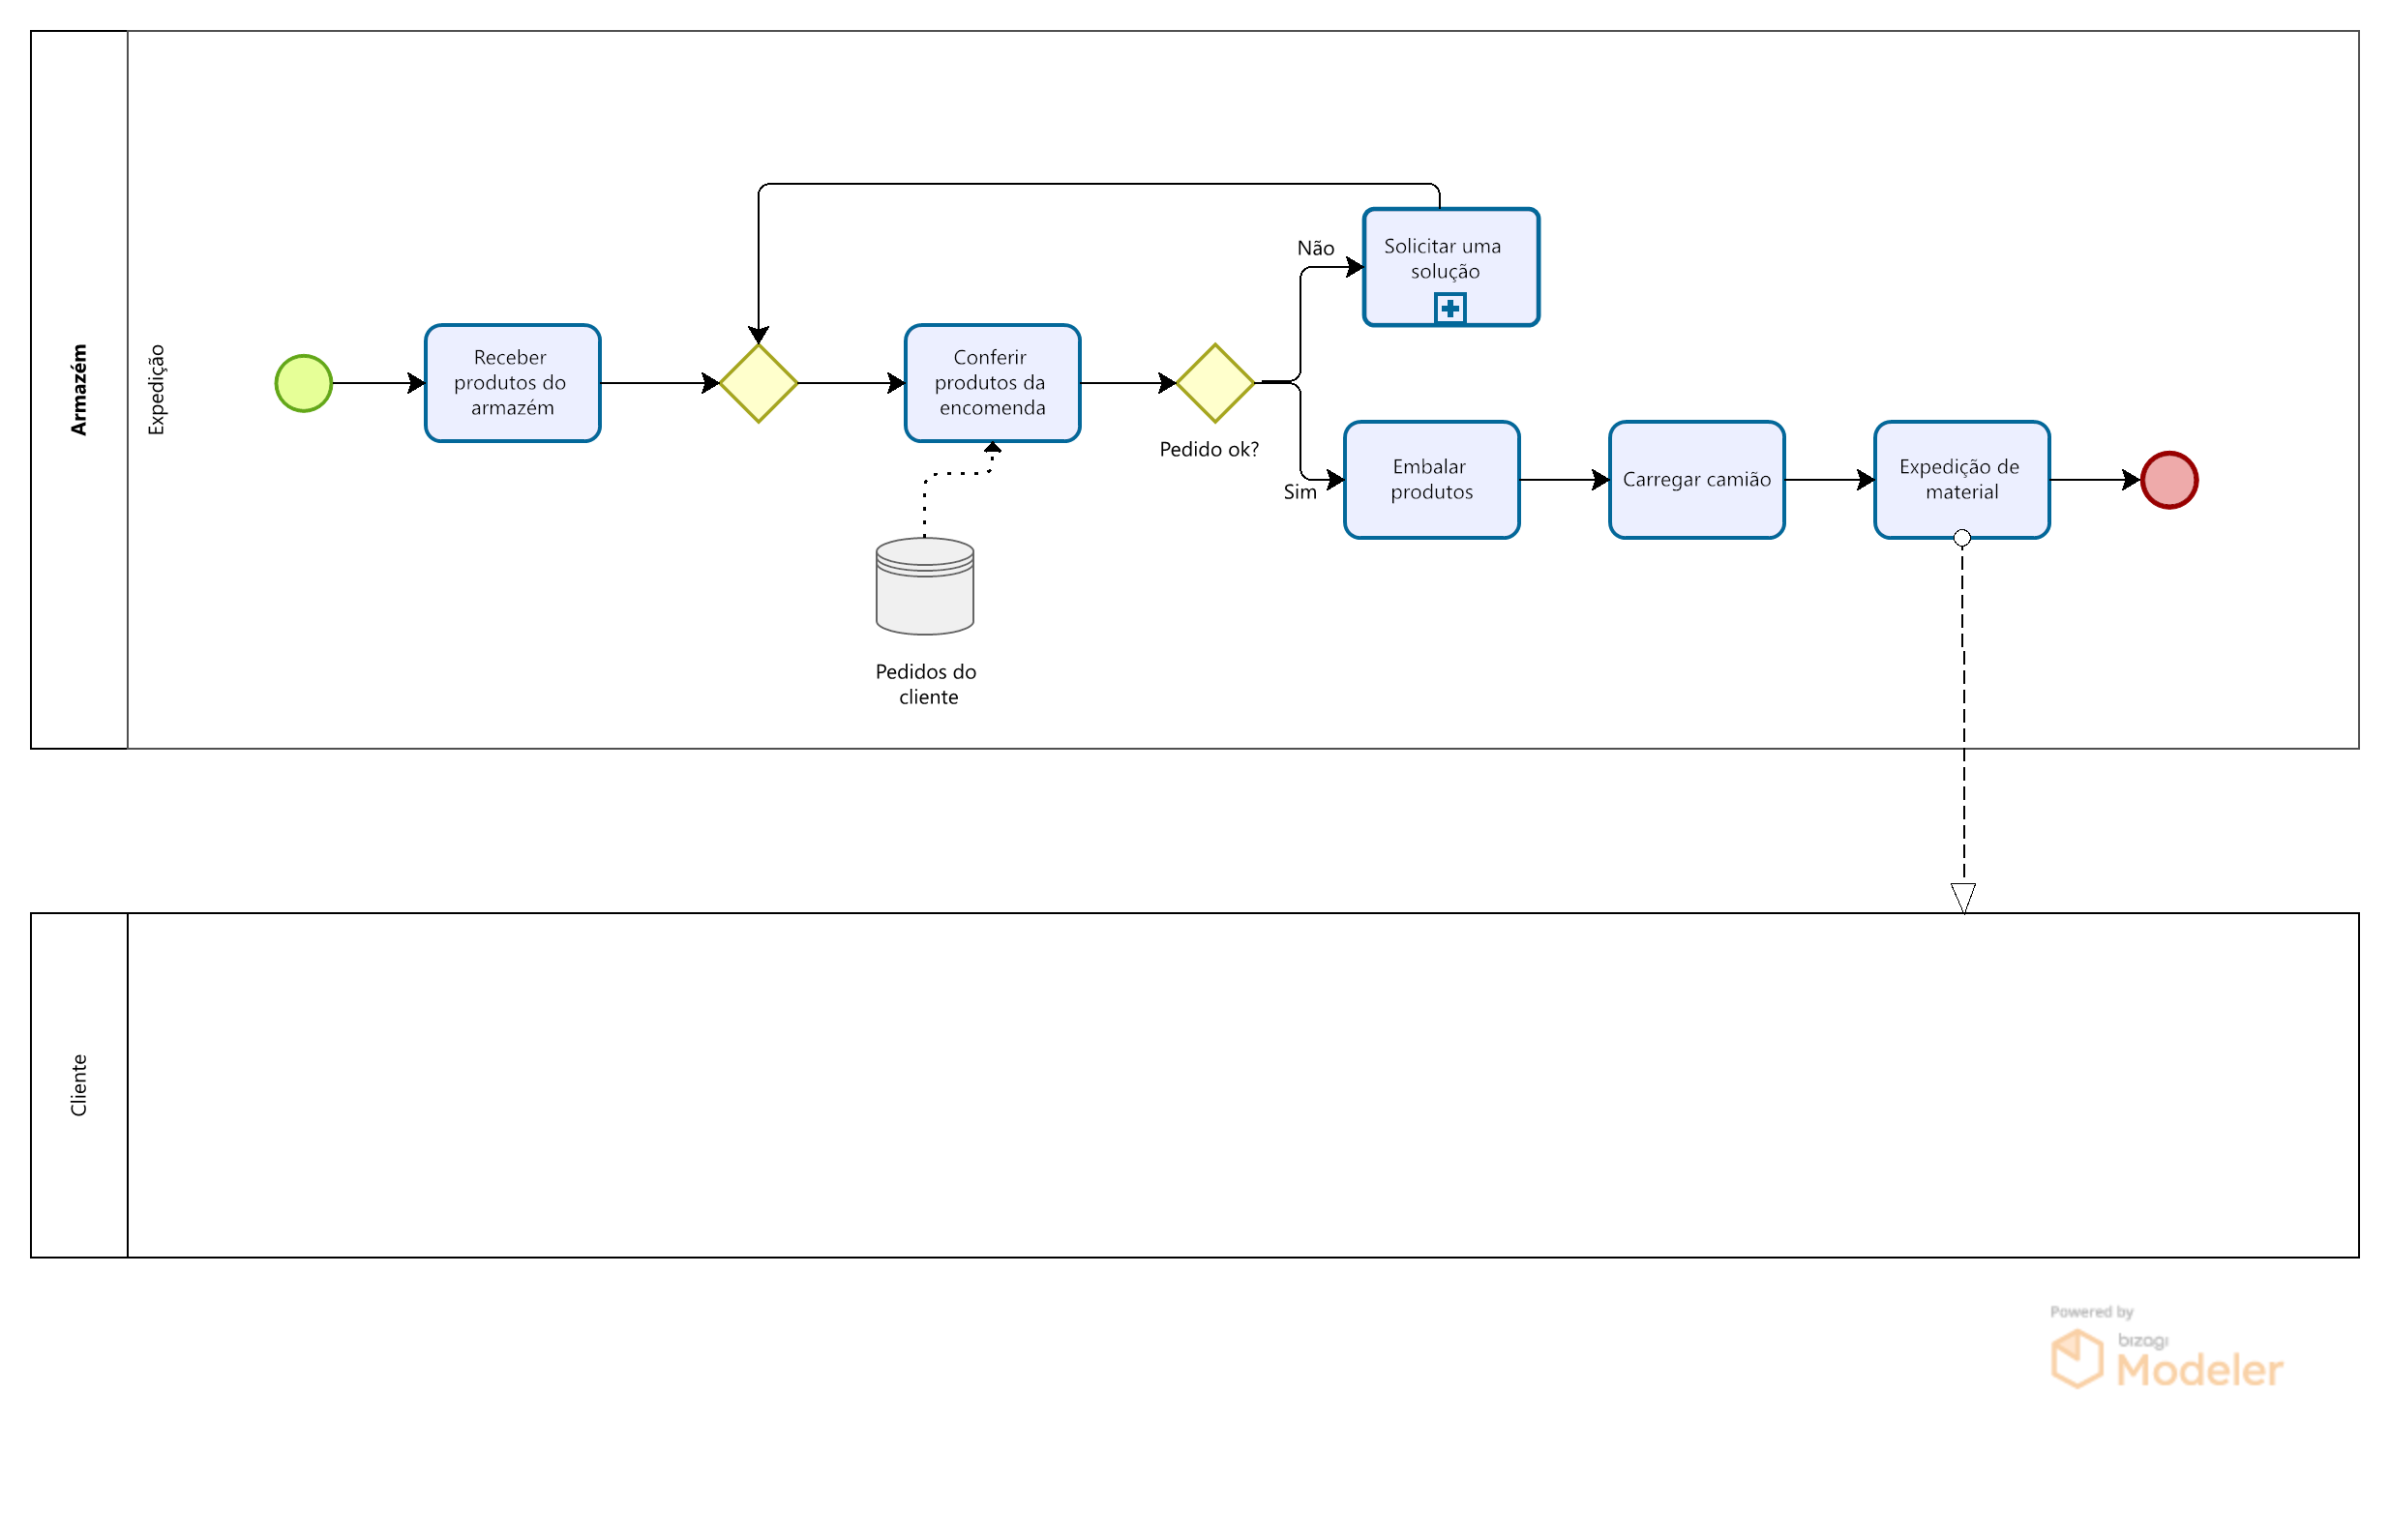 Armazém
Expedição
Receber
produtos do
armazém
Conferir
produtos da
encomenda
Pedido ok?
Não
Sim
Solicitar uma
solução
Embalar
produtos
Carregar camião
Expedição de
material
Pedidos do
cliente
Cliente
Powered by
bizagi
Modeler